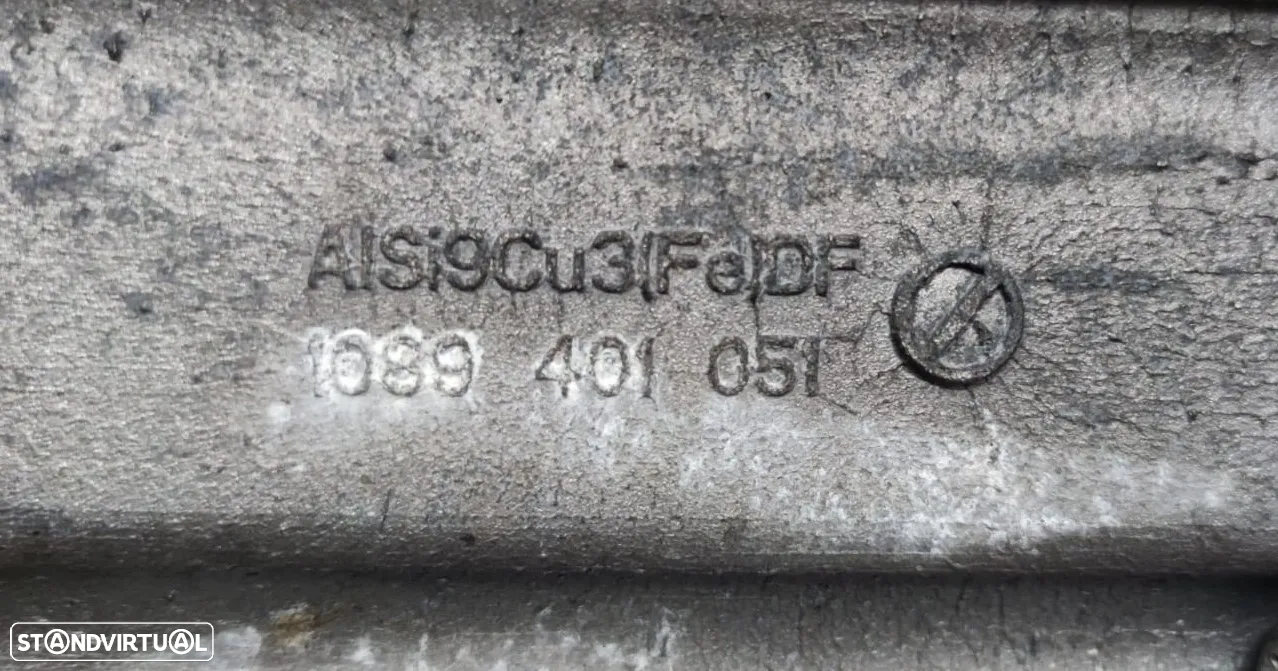 AlSi9Cu3(Fe)DF
1089 401 051
STANDVIRTUAL